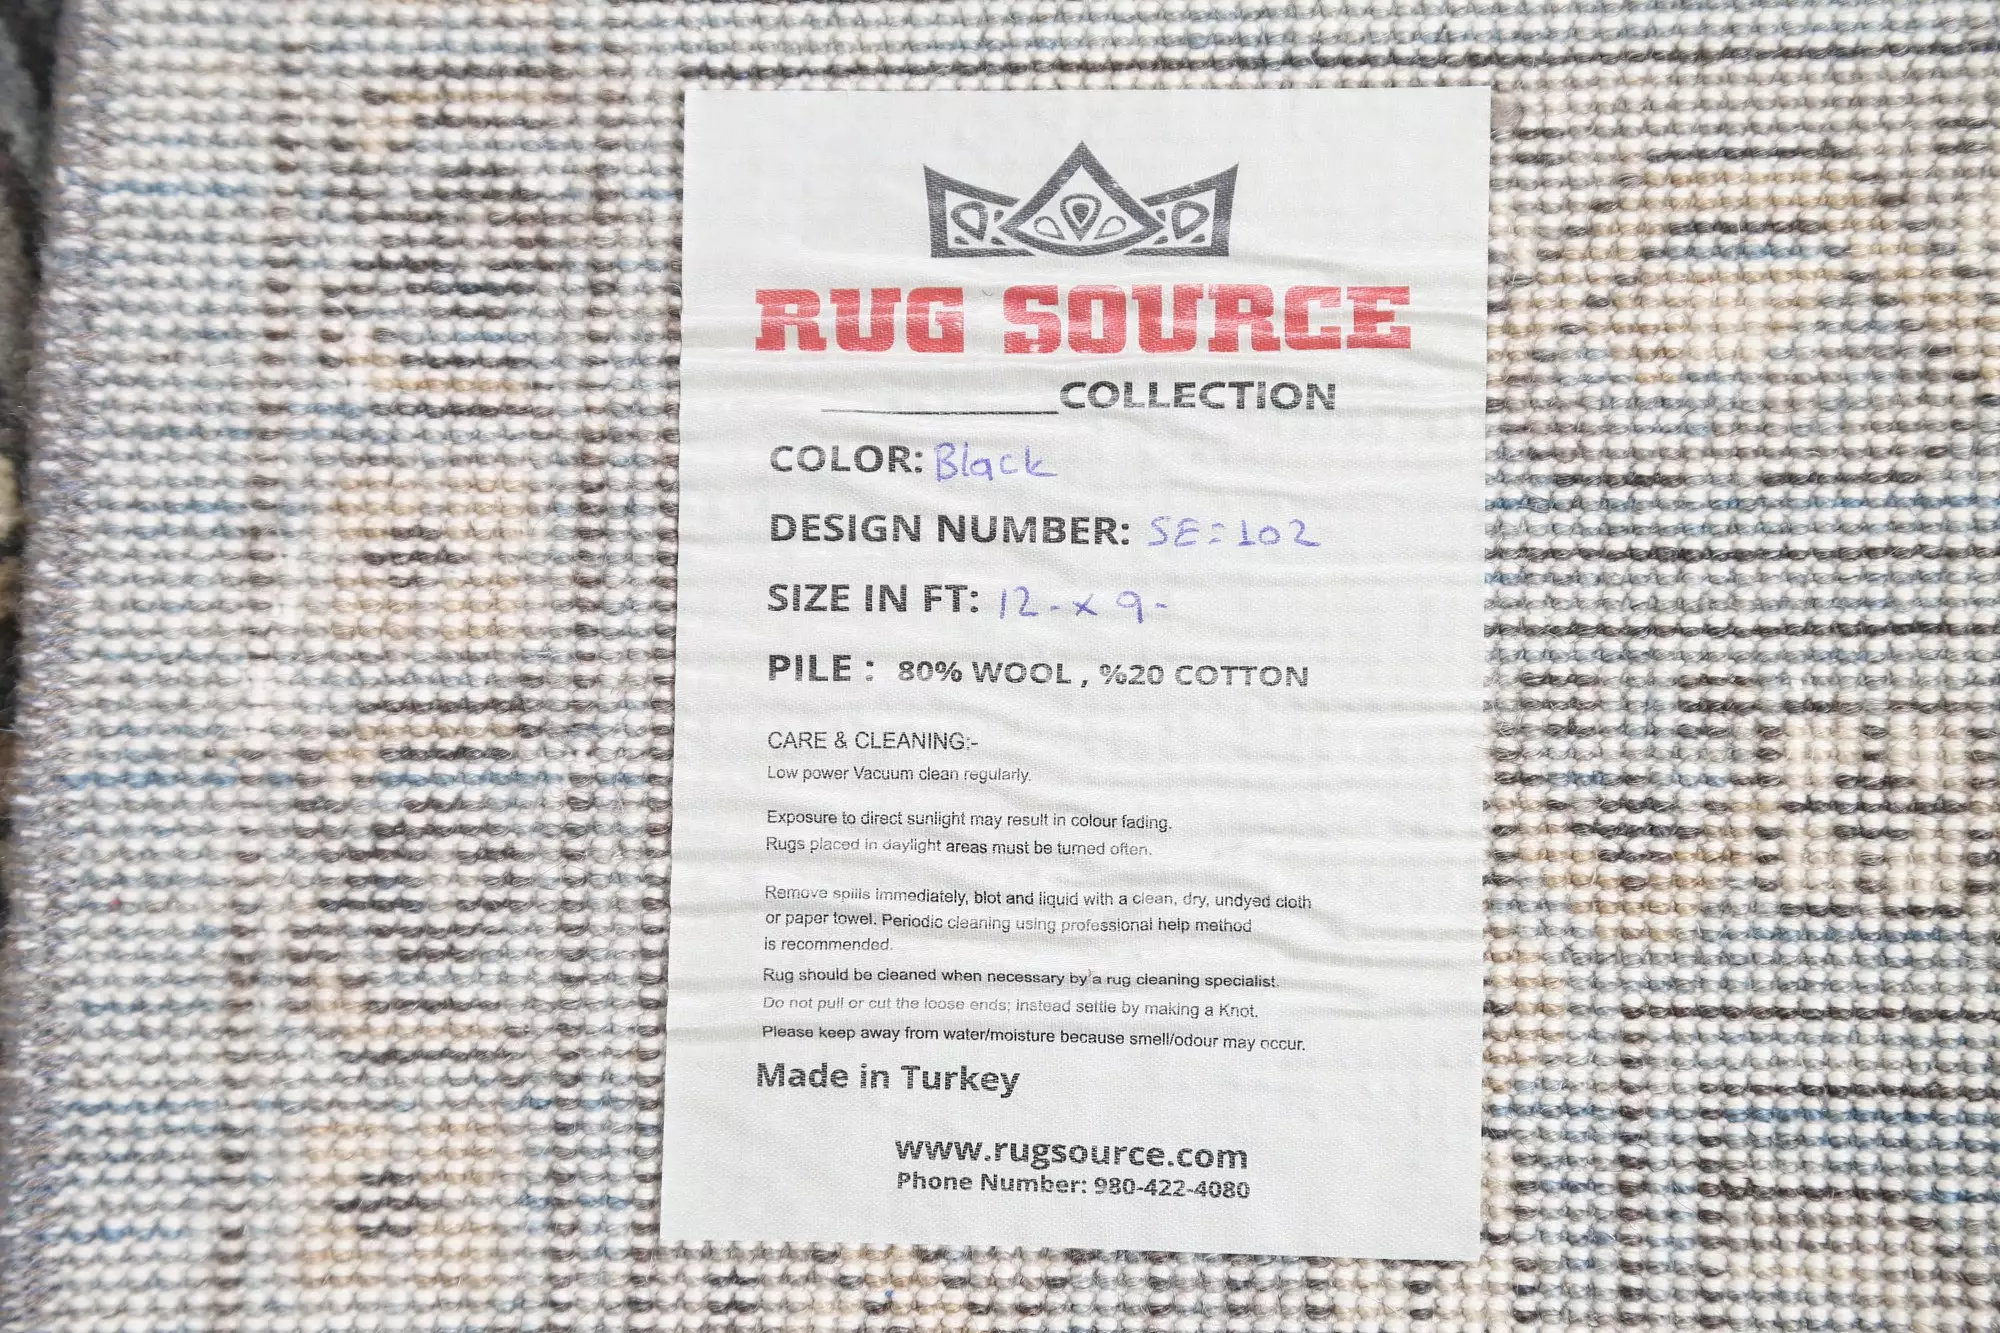 RUG SOURCE
__________COLLECTION
COLOR: Black
DESIGN NUMBER: SE=102
SIZE IN FT: 12-x 9-
PILE : 80% WOOL , %20 COTTON
CARE & CLEANING:-
Low power Vacuum clean regularly.
Exposure to direct sunlight may result in colour fading.
Rugs placed in daylight areas must be turned often.
Remove spills immediately, blot and liquid with a clean, dry, undyed cloth
or paper towel. Periodic cleaning using professional help method
is recommended.
Rug should be cleaned when necessary by a rug cleaning specialist.
Do not pull or cut the loose ends; instead settle by making a Knot.
Please keep away from water/moisture because smell/odour may occur.
Made in Turkey
www.rugsource.com
Phone Number: 980-422-4080